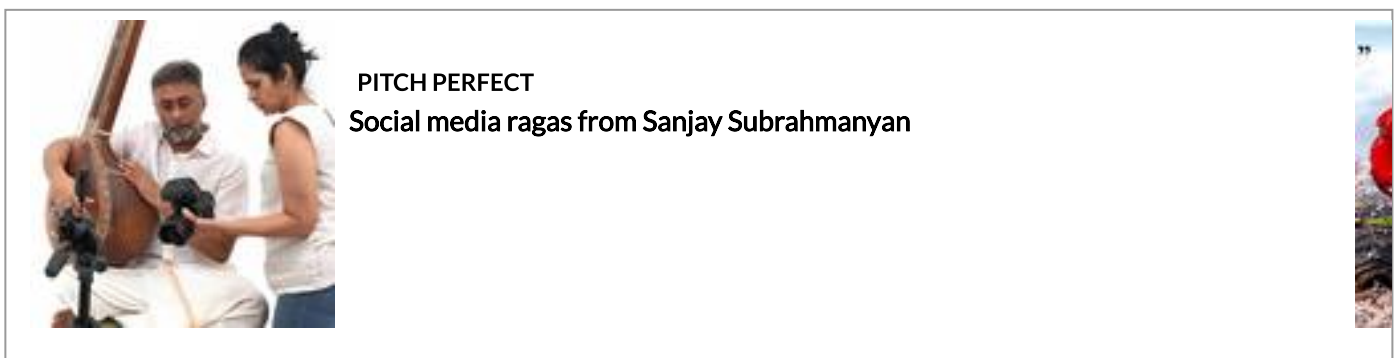 PITCH PERFECT
Social media ragas from Sanjay Subrahmanyan
”